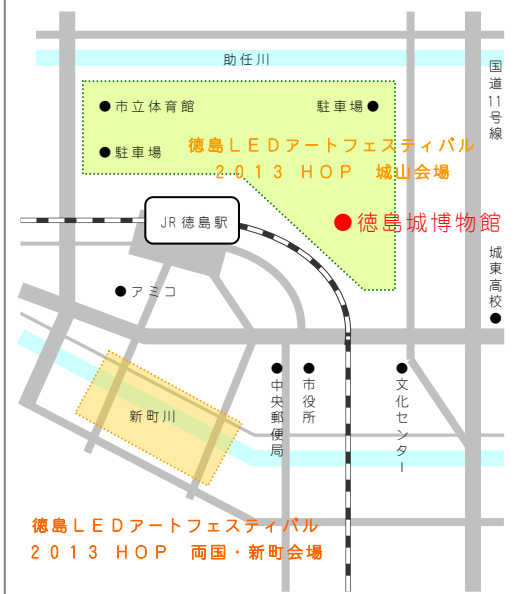 助任川
国道11号線
市立体育館
駐車場
駐車場
徳島LEDアートフェスティバル
2013 HOP 城山会場
JR徳島駅
徳島城博物館
城東高校
アミコ
中央郵便局
市役所
文化センター
新町川
徳島LEDアートフェスティバル
2013 HOP 両国・新町会場